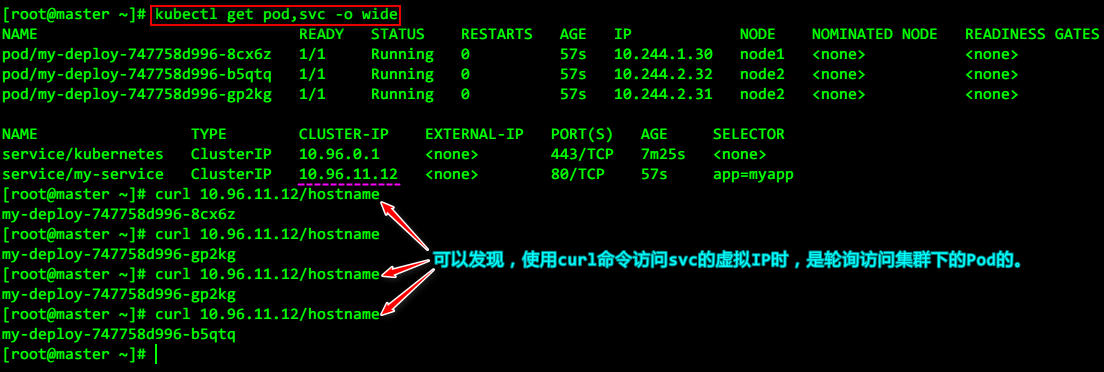 [root@master ~]# kubectl get pod,svc -o wide
NAME READY STATUS RESTARTS AGE IP NODE NOMINATED NODE READINESS GATES
pod/my-deploy-747758d996-8cx6z 1/1 Running 0 57s 10.244.1.30 node1 <none> <none>
pod/my-deploy-747758d996-b5qtq 1/1 Running 0 57s 10.244.2.32 node2 <none> <none>
pod/my-deploy-747758d996-gp2kg 1/1 Running 0 57s 10.244.2.31 node2 <none> <none>
NAME TYPE CLUSTER-IP EXTERNAL-IP PORT(S) AGE SELECTOR
service/kubernetes ClusterIP 10.96.0.1 <none> 443/TCP 7m25s <none>
service/my-service ClusterIP 10.96.11.12 <none> 80/TCP 57s app=myapp
[root@master ~]# curl 10.96.11.12/hostname
my-deploy-747758d996-8cx6z
[root@master ~]# curl 10.96.11.12/hostname
my-deploy-747758d996-gp2kg
可以发现，使用curl命令访问svc的虚拟IP时，是轮询访问集群下的Pod的。
[root@master ~]# curl 10.96.11.12/hostname
my-deploy-747758d996-gp2kg
[root@master ~]# curl 10.96.11.12/hostname
my-deploy-747758d996-b5qtq
[root@master ~]#